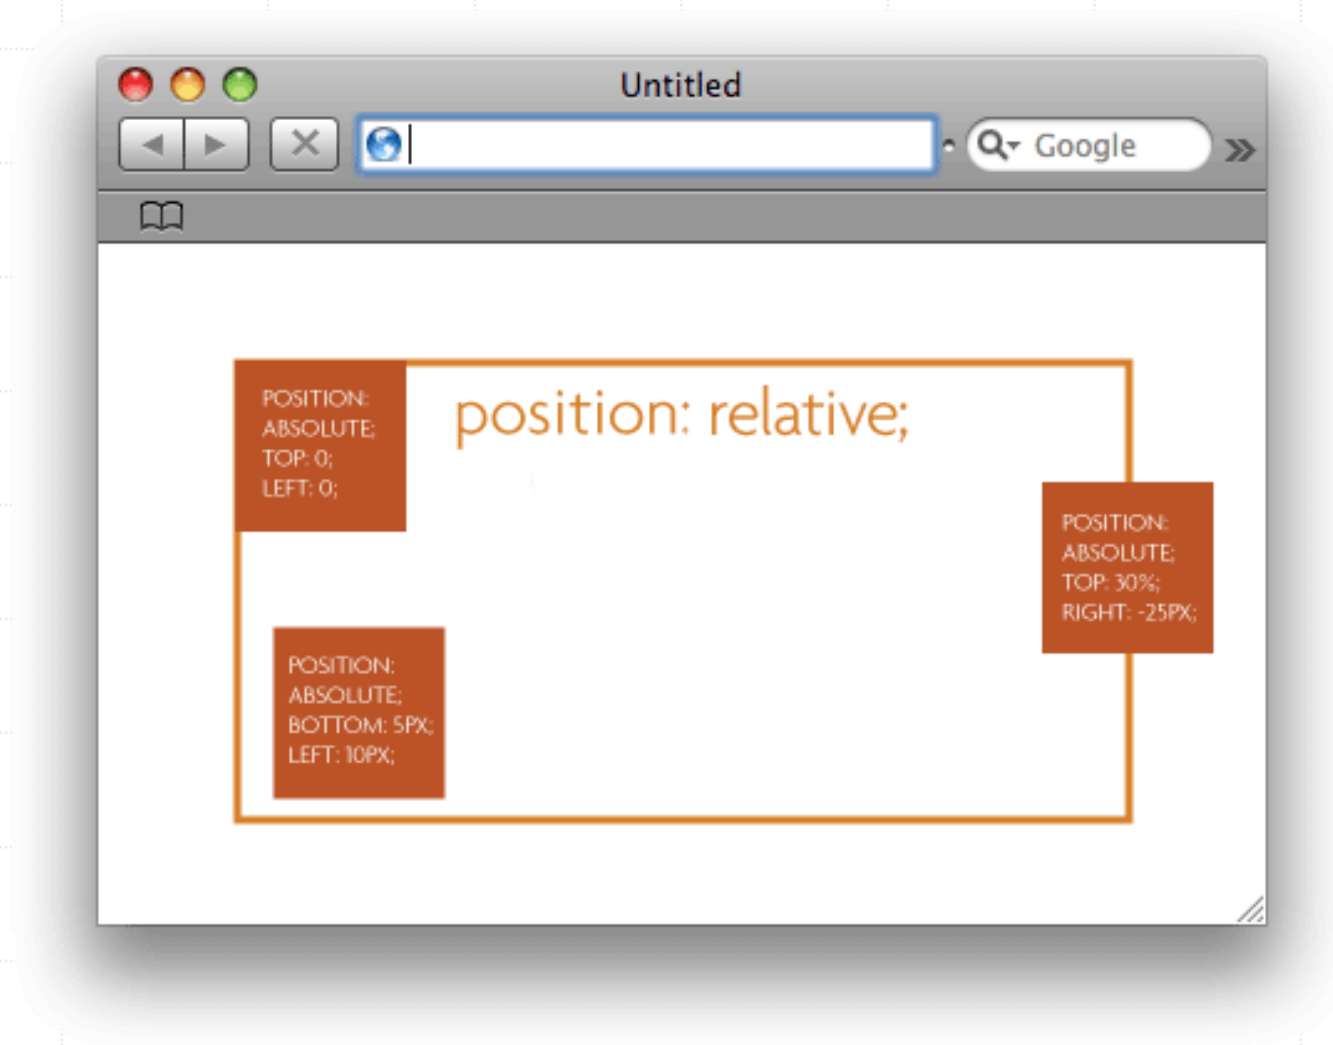 Untitled
Google
position: relative;
POSITION:
ABSOLUTE;
TOP: 0;
LEFT: 0;
POSITION:
ABSOLUTE;
TOP: 30%;
RIGHT: -25PX;
POSITION:
ABSOLUTE;
BOTTOM: 5PX;
LEFT: 10PX;